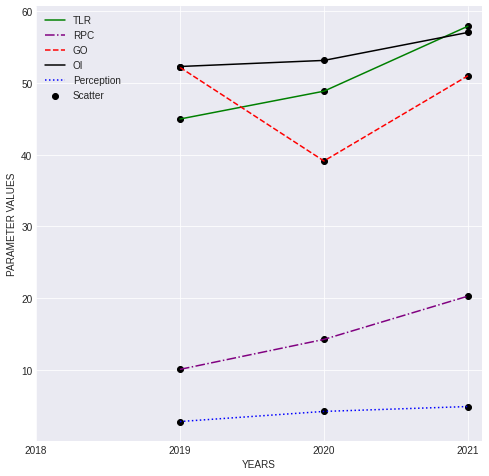 60
50
40
30
20
10
PARAMETER VALUES
TLR
RPC
GO
OI
Perception
Scatter
2018 2019 2020 2021
YEARS